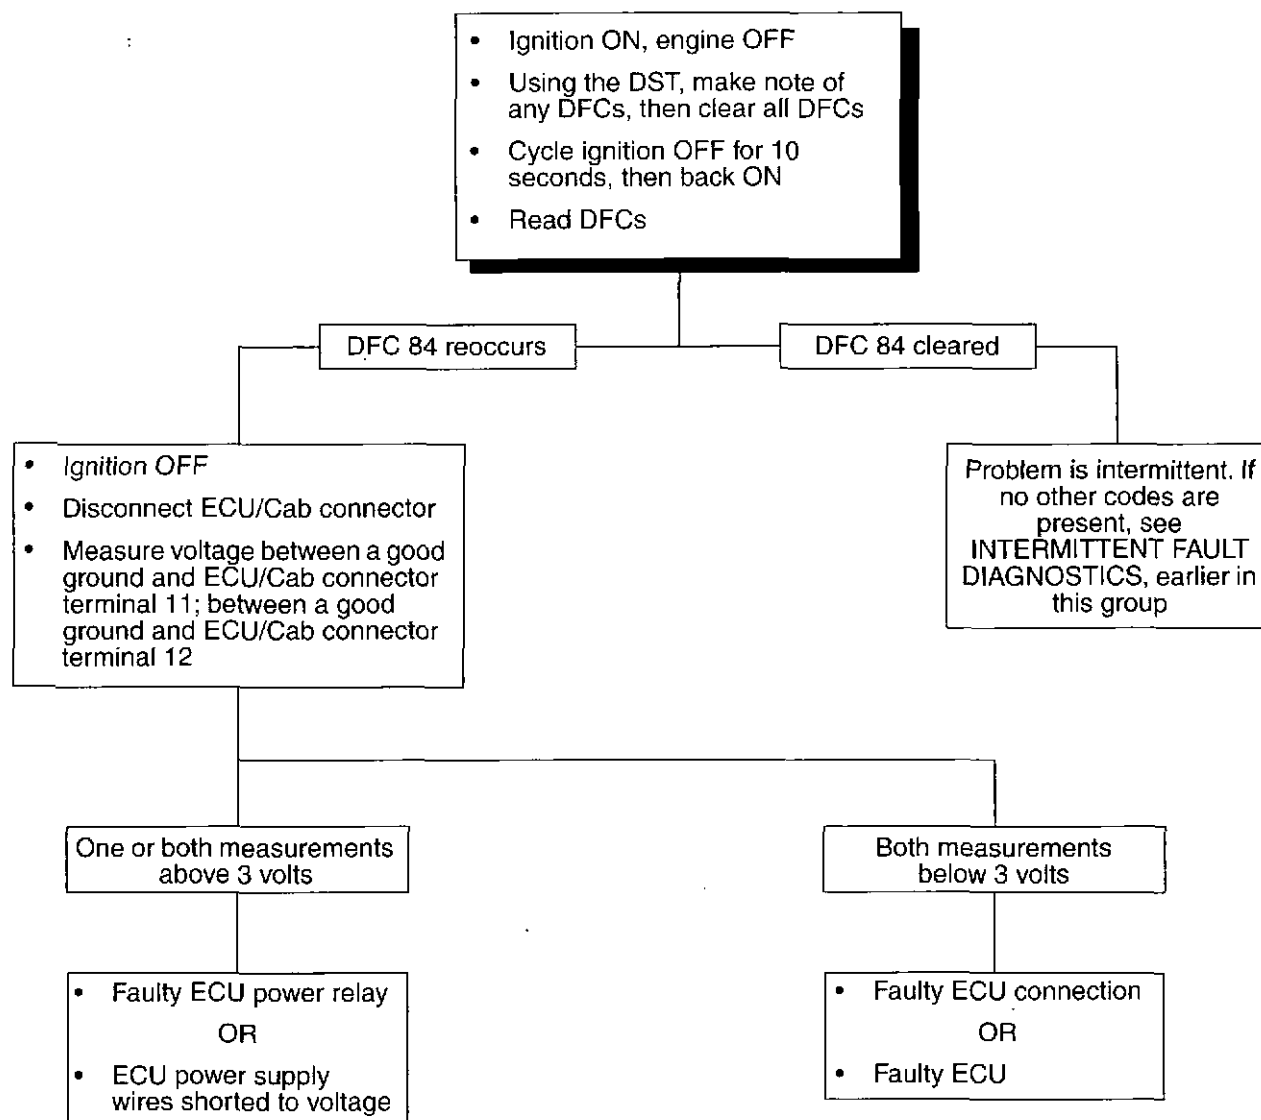 • Ignition ON, engine OFF
• Using the DST, make note of
any DFCs, then clear all DFCs
• Cycle ignition OFF for 10
seconds, then back ON
• Read DFCs
DFC 84 reoccurs
DFC 84 cleared
• Ignition OFF
• Disconnect ECU/Cab connector
• Measure voltage between a good
ground and ECU/Cab connector
terminal 11; between a good
ground and ECU/Cab connector
terminal 12
Problem is intermittent. If
no other codes are
present, see
INTERMITTENT FAULT
DIAGNOSTICS, earlier in
this group
One or both measurements
above 3 volts
Both measurements
below 3 volts
• Faulty ECU power relay
OR
• ECU power supply
wires shorted to voltage
• Faulty ECU connection
OR
• Faulty ECU